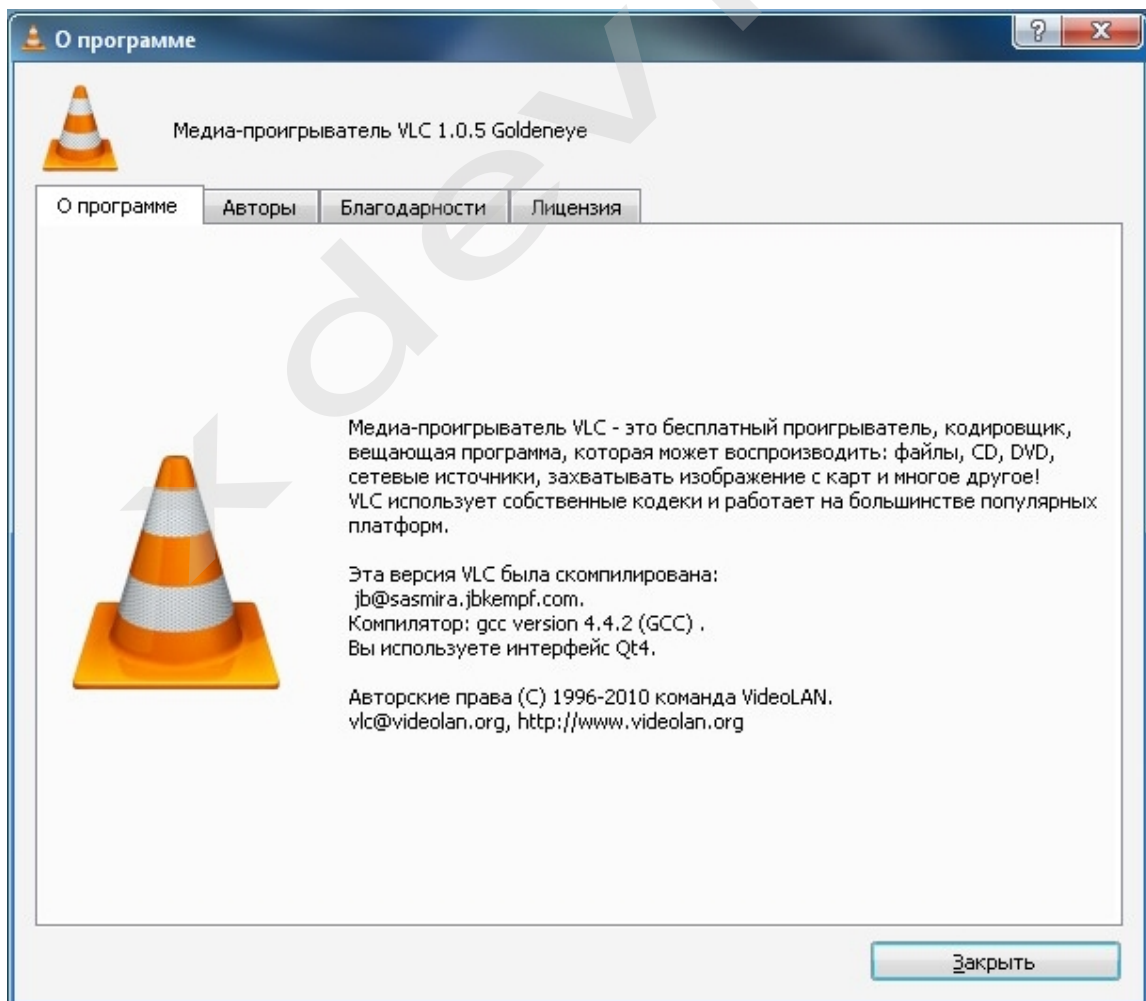 О программе
Медиа-проигрыватель VLC 1.0.5 Goldeneye
О программе Авторы Благодарности Лицензия
Медиа-проигрыватель VLC - это бесплатный проигрыватель, кодировщик,
вещающая программа, которая может воспроизводить: файлы, CD, DVD,
сетевые источники, захватывать изображение с карт и многое другое!
VLC использует собственные кодеки и работает на большинстве популярных
платформ.
Эта версия VLC была скомпилирована:
jb@sasmira.jbkempf.com.
Компилятор: gcc version 4.4.2 (GCC) .
Вы используете интерфейс Qt4.
Авторские права (C) 1996-2010 команда VideoLAN.
vlc@videolan.org, http://www.videolan.org
Закрыть